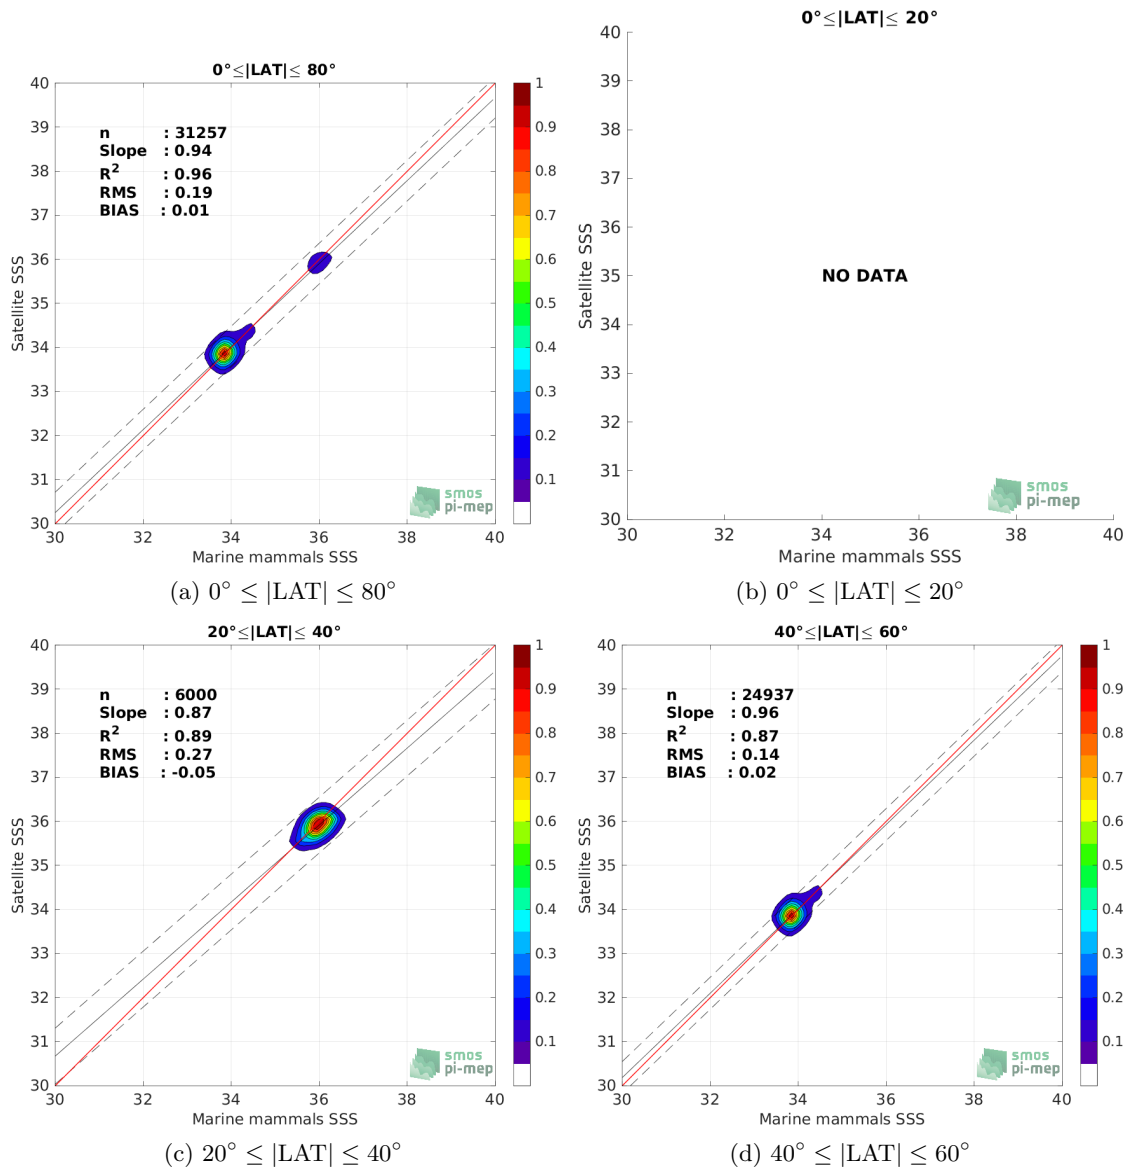 0°≤|LAT|≤ 80°
40
39
38
37
36
35
34
33
32
31
30
Satellite SSS
n : 31257
Slope : 0.94
R² : 0.96
RMS : 0.19
BIAS : 0.01
smos
pi-mep
30 32 34 36 38 40
Marine mammals SSS
1
0.9
0.8
0.7
0.6
0.5
0.4
0.3
0.2
0.1
(a) 0° ≤ |LAT| ≤ 80°
0°≤|LAT|≤ 20°
40
39
38
37
36
35
34
33
32
31
30
Satellite SSS
NO DATA
smos
pi-mep
30 32 34 36 38 40
Marine mammals SSS
(b) 0° ≤ |LAT| ≤ 20°
20°≤|LAT|≤ 40°
40
39
38
37
36
35
34
33
32
31
30
Satellite SSS
n : 6000
Slope : 0.87
R² : 0.89
RMS : 0.27
BIAS : -0.05
smos
pi-mep
30 32 34 36 38 40
Marine mammals SSS
1
0.9
0.8
0.7
0.6
0.5
0.4
0.3
0.2
0.1
(c) 20° ≤ |LAT| ≤ 40°
40°≤|LAT|≤ 60°
40
39
38
37
36
35
34
33
32
31
30
Satellite SSS
n : 24937
Slope : 0.96
R² : 0.87
RMS : 0.14
BIAS : 0.02
smos
pi-mep
30 32 34 36 38 40
Marine mammals SSS
1
0.9
0.8
0.7
0.6
0.5
0.4
0.3
0.2
0.1
(d) 40° ≤ |LAT| ≤ 60°